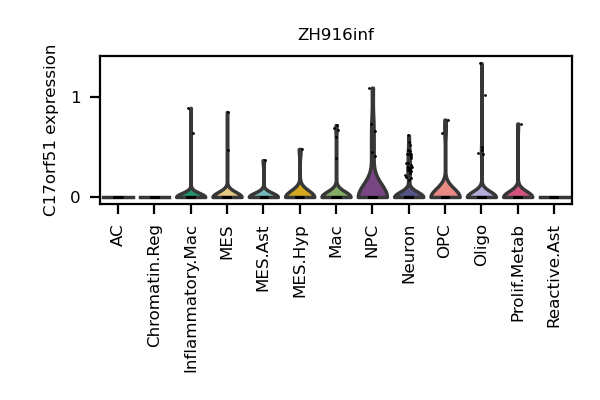 ZH916inf
C17orf51 expression
1
0
AC
Chromatin.Reg
Inflammatory.Mac
MES
MES.Ast
MES.Hyp
Mac
NPC
Neuron
OPC
Oligo
Prolif.Metab
Reactive.Ast